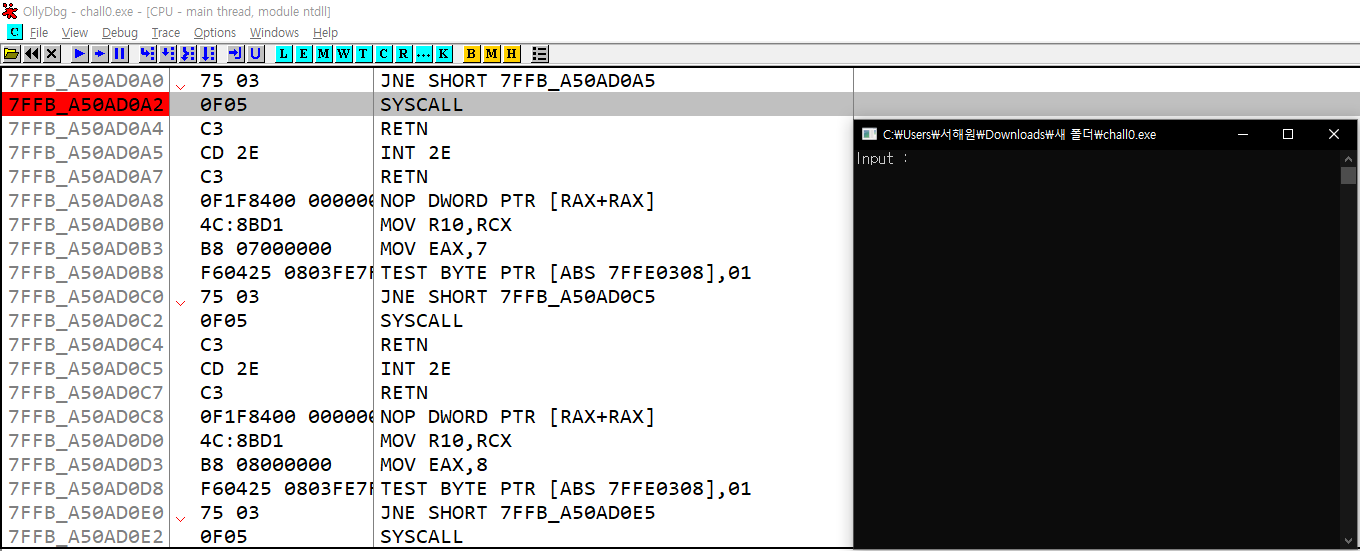 OllyDbg - chall0.exe - [CPU - main thread, module ntdll]
C File View Debug Trace Options Windows Help
L E M W T C R ... K B M H
7FFB_A50AD0A0 75 03 JNE SHORT 7FFB_A50AD0A5
7FFB_A50AD0A2 0F05 SYSCALL
7FFB_A50AD0A4 C3 RETN
7FFB_A50AD0A5 CD 2E INT 2E
7FFB_A50AD0A7 C3 RETN
7FFB_A50AD0A8 0F1F8400 000000 NOP DWORD PTR [RAX+RAX]
7FFB_A50AD0B0 4C:8BD1 MOV R10,RCX
7FFB_A50AD0B3 B8 07000000 MOV EAX,7
7FFB_A50AD0B8 F60425 0803FE7F TEST BYTE PTR [ABS 7FFE0308],01
7FFB_A50AD0C0 75 03 JNE SHORT 7FFB_A50AD0C5
7FFB_A50AD0C2 0F05 SYSCALL
7FFB_A50AD0C4 C3 RETN
7FFB_A50AD0C5 CD 2E INT 2E
7FFB_A50AD0C7 C3 RETN
7FFB_A50AD0C8 0F1F8400 000000 NOP DWORD PTR [RAX+RAX]
7FFB_A50AD0D0 4C:8BD1 MOV R10,RCX
7FFB_A50AD0D3 B8 08000000 MOV EAX,8
7FFB_A50AD0D8 F60425 0803FE7F TEST BYTE PTR [ABS 7FFE0308],01
7FFB_A50AD0E0 75 03 JNE SHORT 7FFB_A50AD0E5
7FFB_A50AD0E2 0F05 SYSCALL
C:₩Users₩서해원₩Downloads₩새 폴더₩chall0.exe
Input :